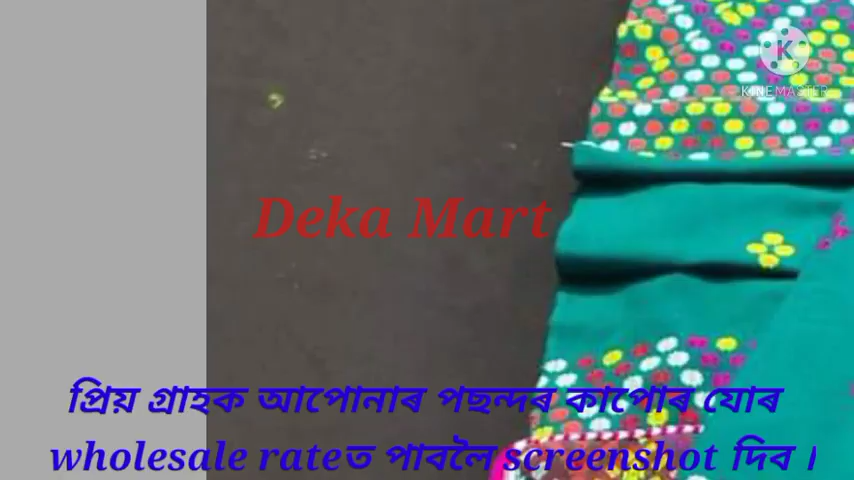 KINEMASTER
Deka Mart
প্ৰিয় গ্ৰাহক আপোনাৰ পছন্দৰ কাপোৰ যোৰ
wholesale rateত পাবলৈ screenshot দিব ।